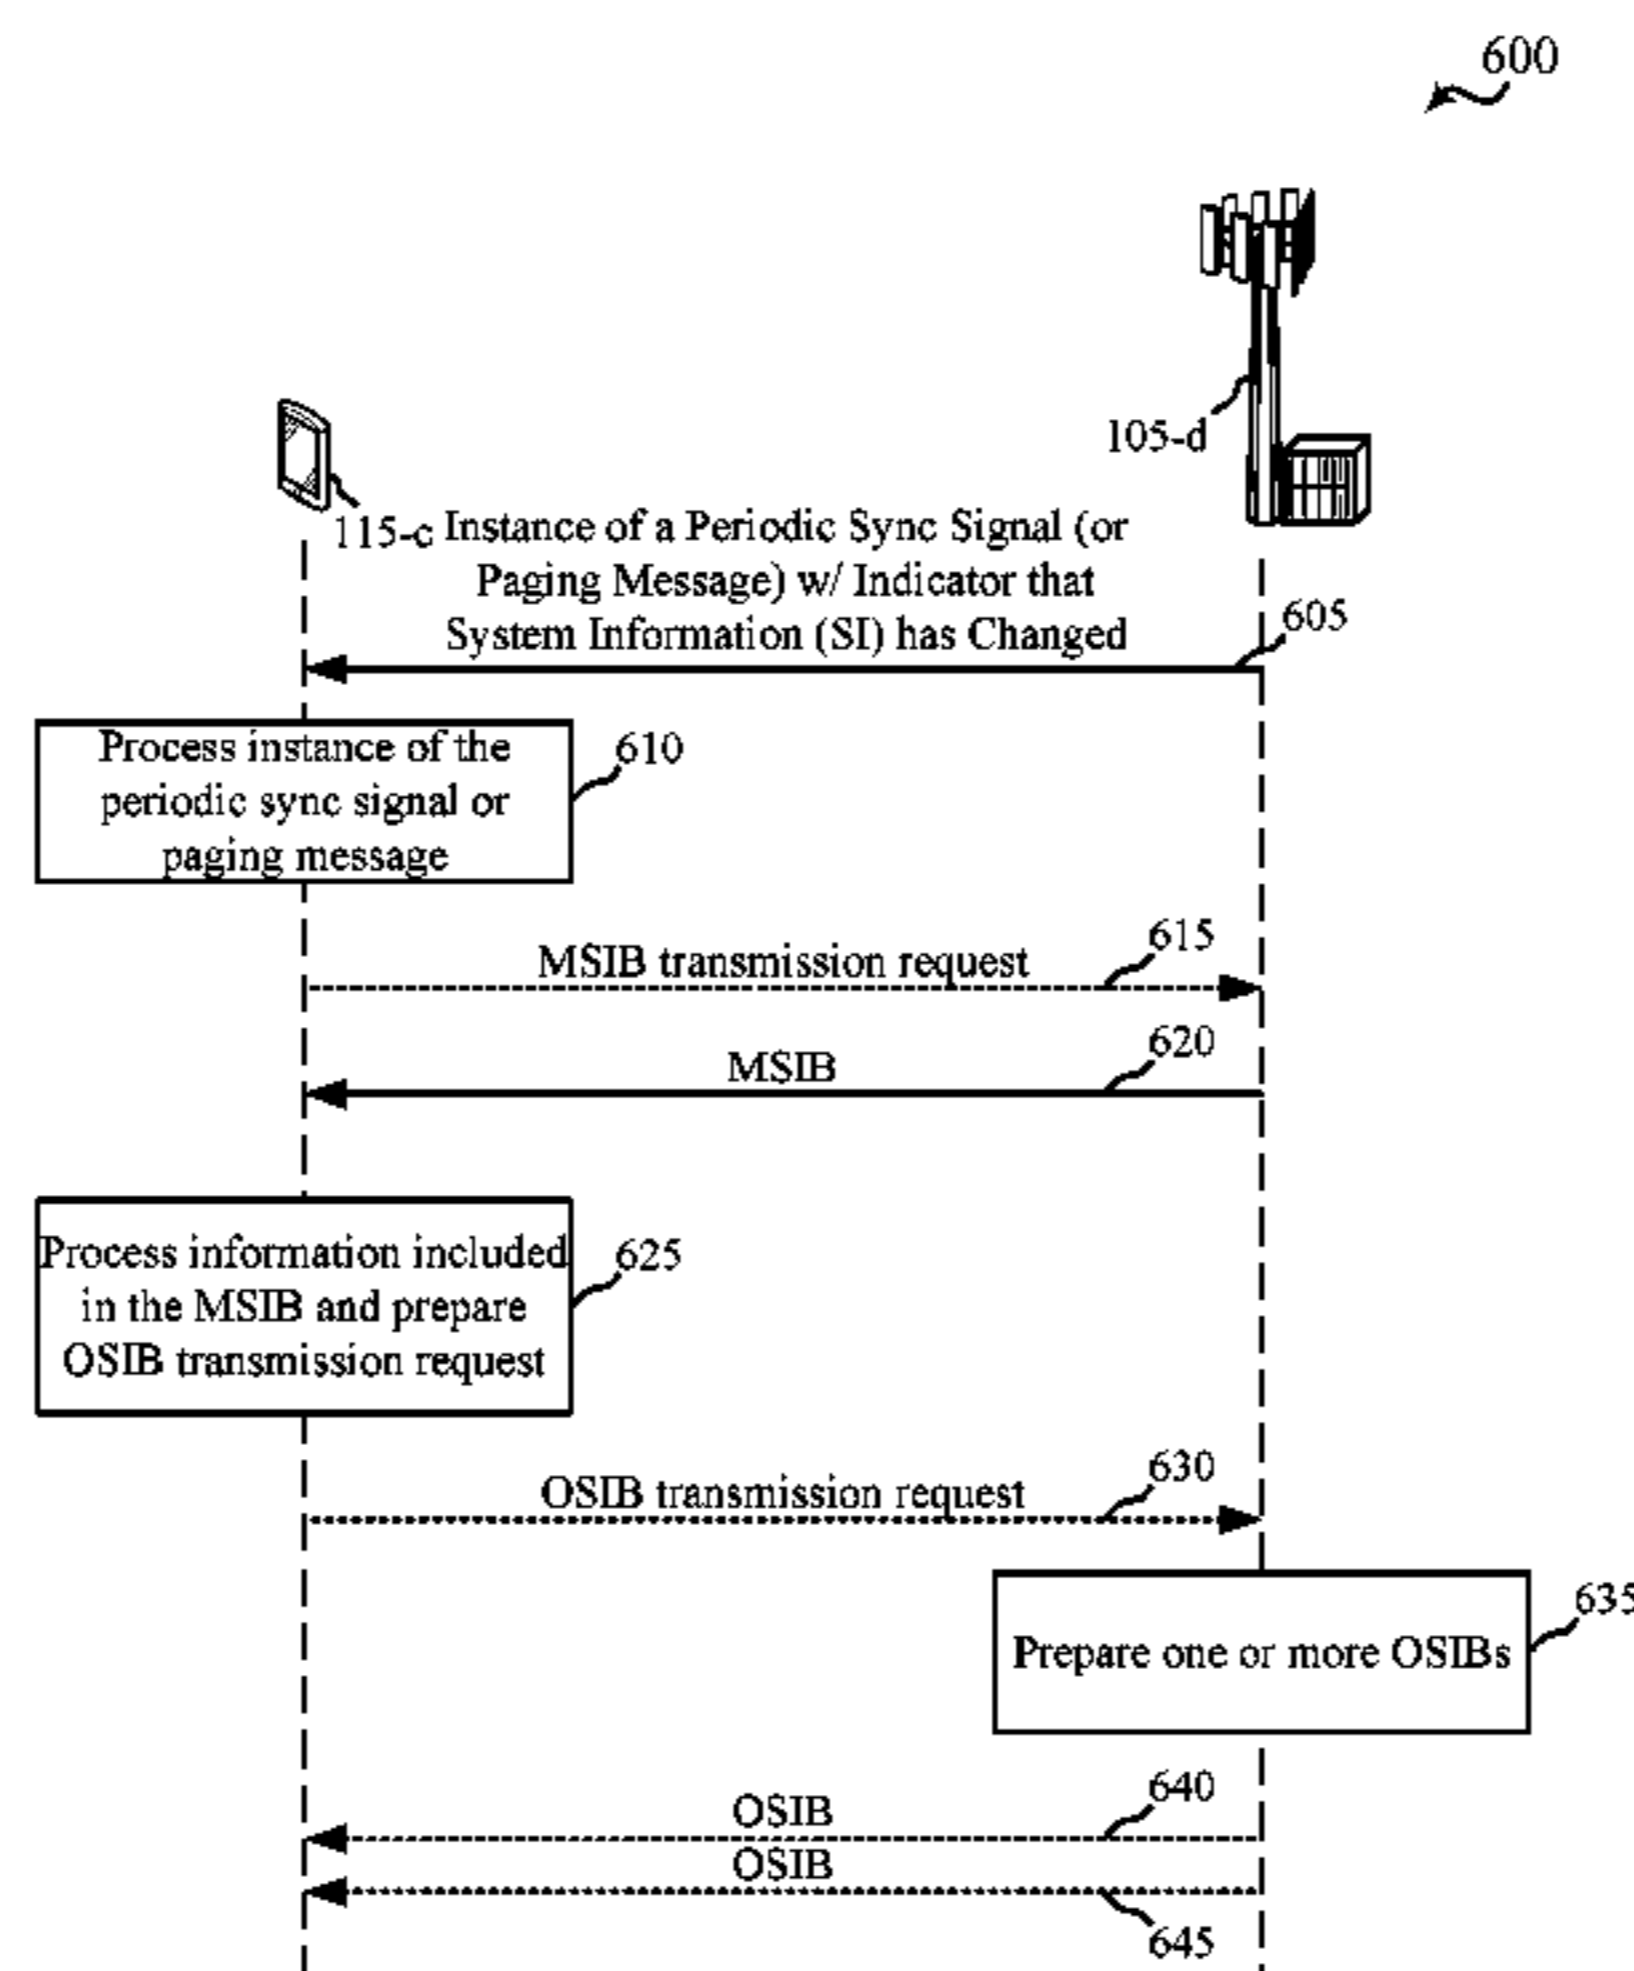 600
105-d
115-c
Instance of a Periodic Sync Signal (or
Paging Message) w/ Indicator that
System Information (SI) has Changed
605
Process instance of the
periodic sync signal or
paging message
610
MSIB transmission request
615
MSIB
620
Process information included
in the MSIB and prepare
OSIB transmission request
625
OSIB transmission request
630
Prepare one or more OSIBs
635
OSIB
640
OSIB
645